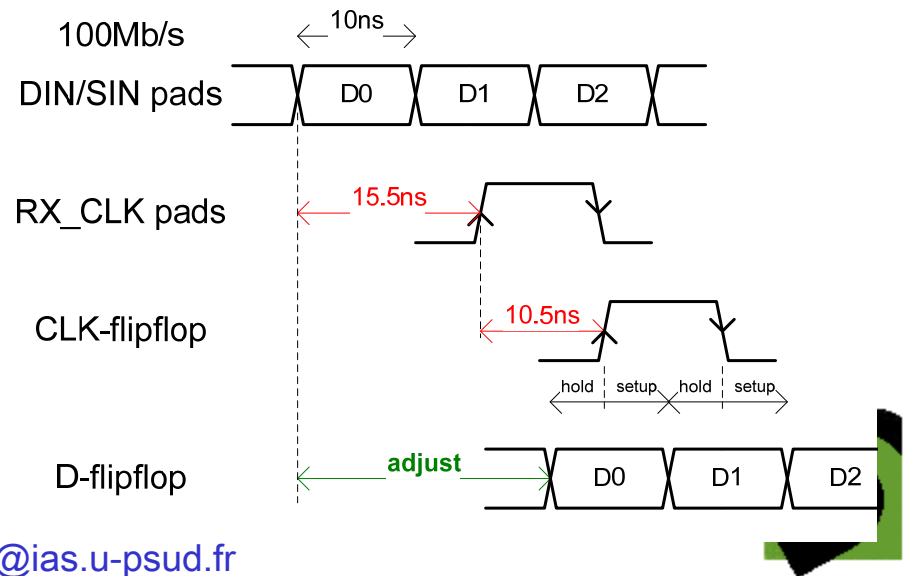 100Mb/s
10ns
DIN/SIN pads
D0
D1
D2
RX_CLK pads
15.5ns
CLK-flipflop
10.5ns
hold
setup
hold
setup
D-flipflop
adjust
D0
D1
D2
@ias.u-psud.fr